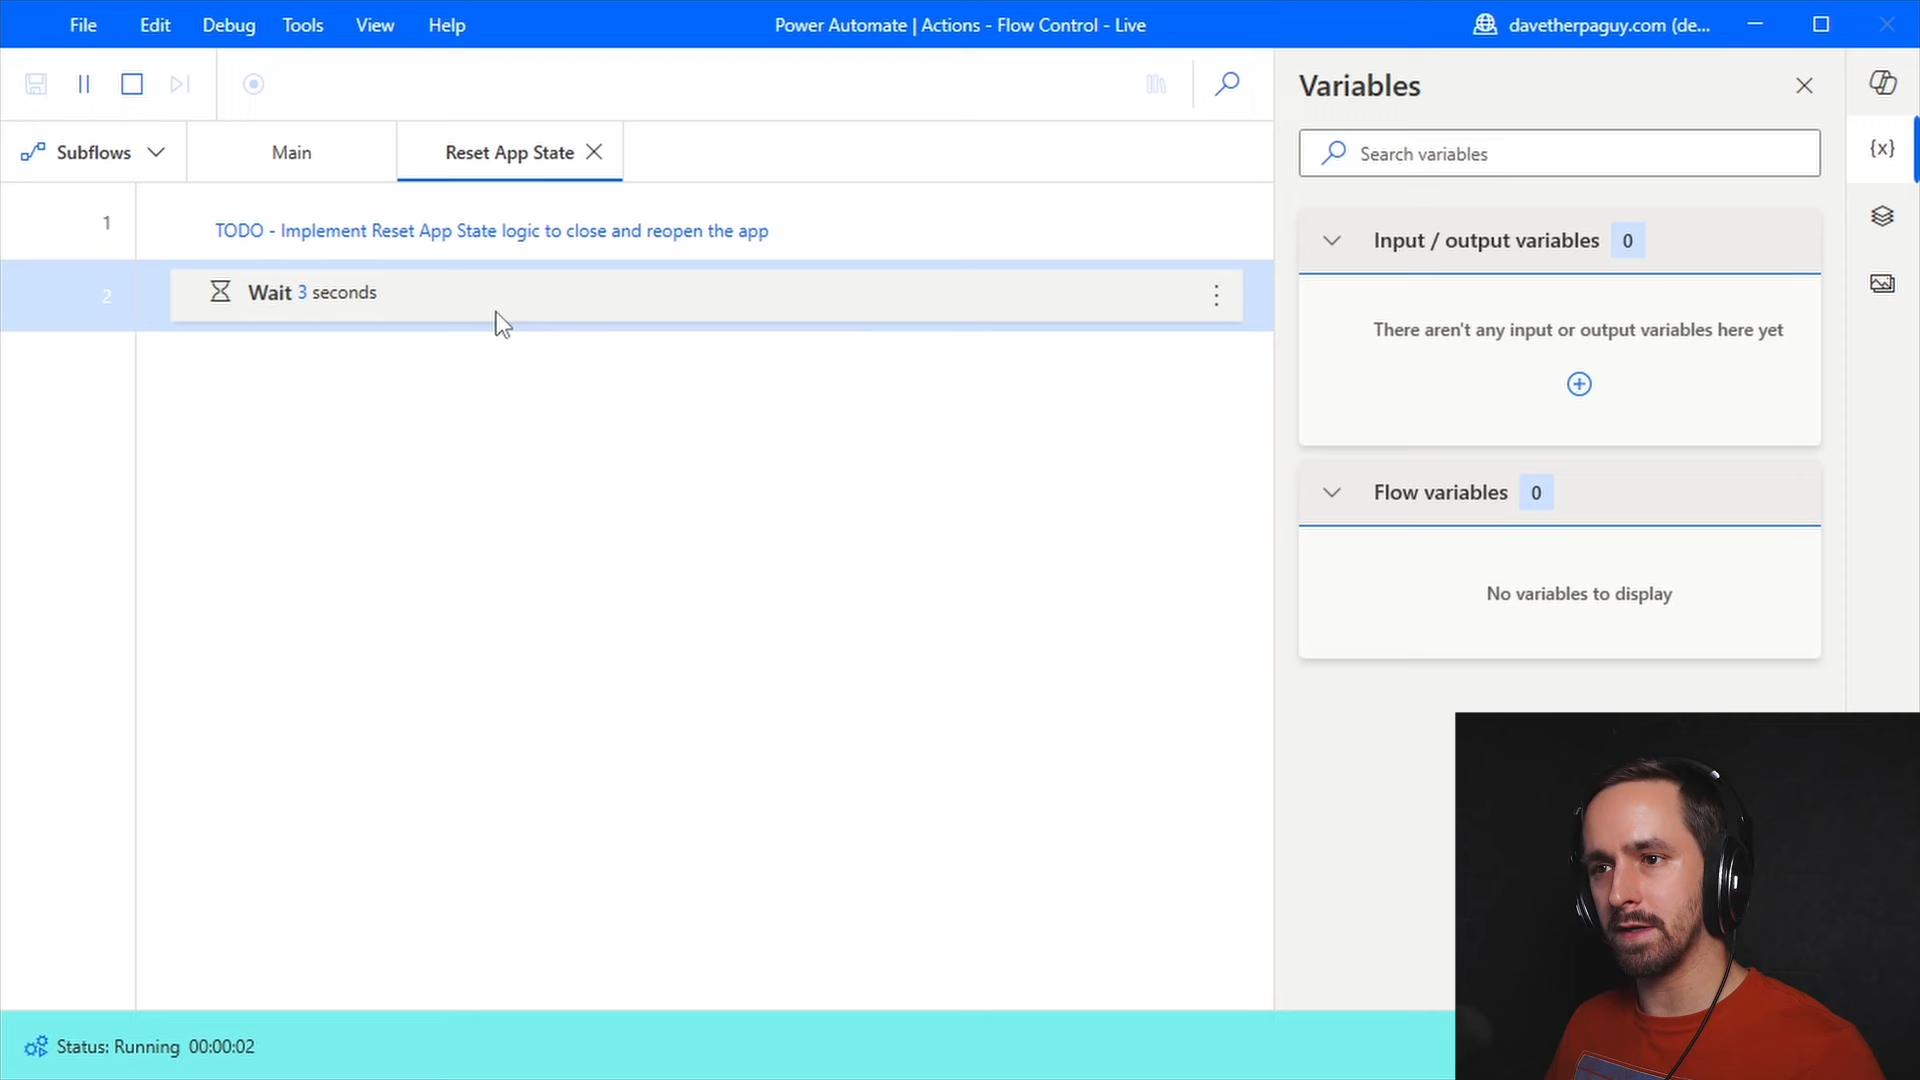 File Edit Debug Tools View Help Power Automate | Actions - Flow Control - Live davetherpaguy.com (de...
Subflows Main Reset App State
1 TODO - Implement Reset App State logic to close and reopen the app
2 Wait 3 seconds
Variables
Search variables
{x}
Input / output variables 0
There aren't any input or output variables here yet
Flow variables 0
No variables to display
Status: Running 00:00:02